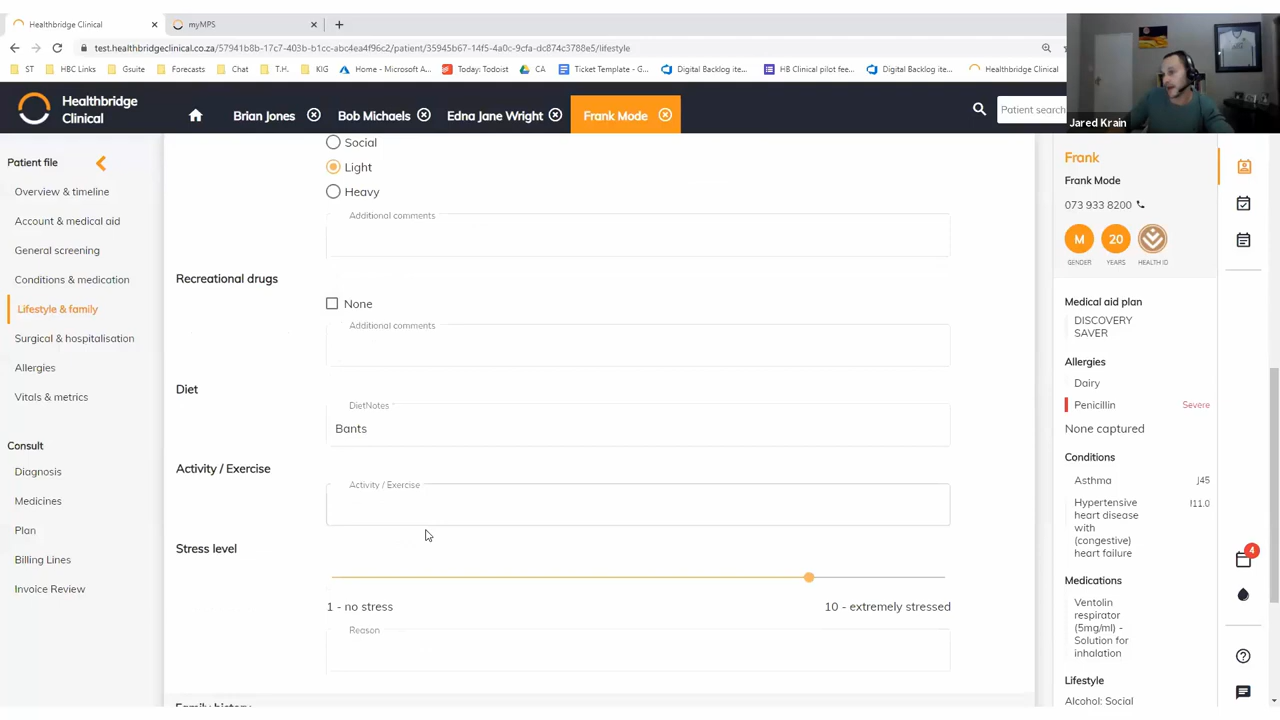 Healthbridge Clinical
myMPS
test.healthbridgeclinical.co.za/57941b8b-17c7-403b-b1cc-abc4ea4f96c2/patient/35945b67-14f5-4a0c-9cfa-dc874c3788e5/lifestyle
ST
HBC Links
Gsuite
Forecasts
Chat
T.H.
KIG
Home - Microsoft A...
Today: Todoist
CA
Ticket Template - G...
Digital Backlog ite...
HB Clinical pilot fee...
Digital Backlog ite...
Healthbridge Clinical
Jared Krain
Healthbridge
Clinical
Brian Jones
Bob Michaels
Edna Jane Wright
Frank Mode
Patient search
Patient file
Overview & timeline
Account & medical aid
General screening
Conditions & medication
Lifestyle & family
Surgical & hospitalisation
Allergies
Vitals & metrics
Consult
Diagnosis
Medicines
Plan
Billing Lines
Invoice Review
Social
Light
Heavy
Additional comments
Recreational drugs
None
Additional comments
Diet
DietNotes
Bants
Activity / Exercise
Activity / Exercise
Stress level
1 - no stress
10 - extremely stressed
Reason
Family history
Frank
Frank Mode
073 933 8200
M
20
GENDER
YEARS
HEALTH ID
Medical aid plan
DISCOVERY
SAVER
Allergies
Dairy
Penicillin
Severe
None captured
Conditions
Asthma
J45
Hypertensive
heart disease
with
(congestive)
heart failure
I11.0
Medications
Ventolin
respirator
(5mg/ml) -
Solution for
inhalation
Lifestyle
Alcohol: Social
4